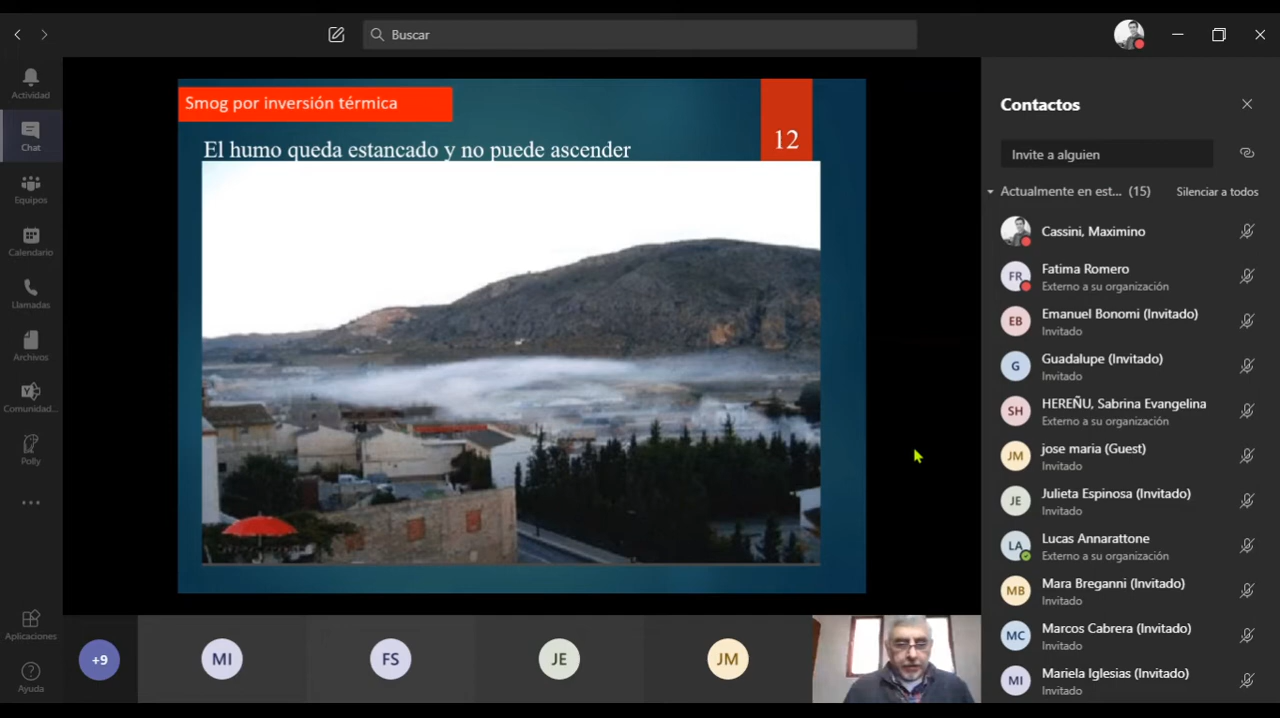 Buscar
Actividad
Chat
Equipos
Calendario
Llamadas
Archivos
Comunidad...
Polly
Aplicaciones
Ayuda
Smog por inversión térmica
12
El humo queda estancado y no puede ascender
+9
MI
FS
JE
JM
Contactos
Invite a alguien
Actualmente en est... (15)
Silenciar a todos
Cassini, Maximino
FR
Fatima Romero
Externo a su organización
EB
Emanuel Bonomi (Invitado)
Invitado
G
Guadalupe (Invitado)
Invitado
SH
HEREÑU, Sabrina Evangelina
Externo a su organización
JM
jose maria (Guest)
Invitado
JE
Julieta Espinosa (Invitado)
Invitado
LA
Lucas Annarattone
Externo a su organización
MB
Mara Breganni (Invitado)
Invitado
MC
Marcos Cabrera (Invitado)
Invitado
MI
Mariela Iglesias (Invitado)
Invitado